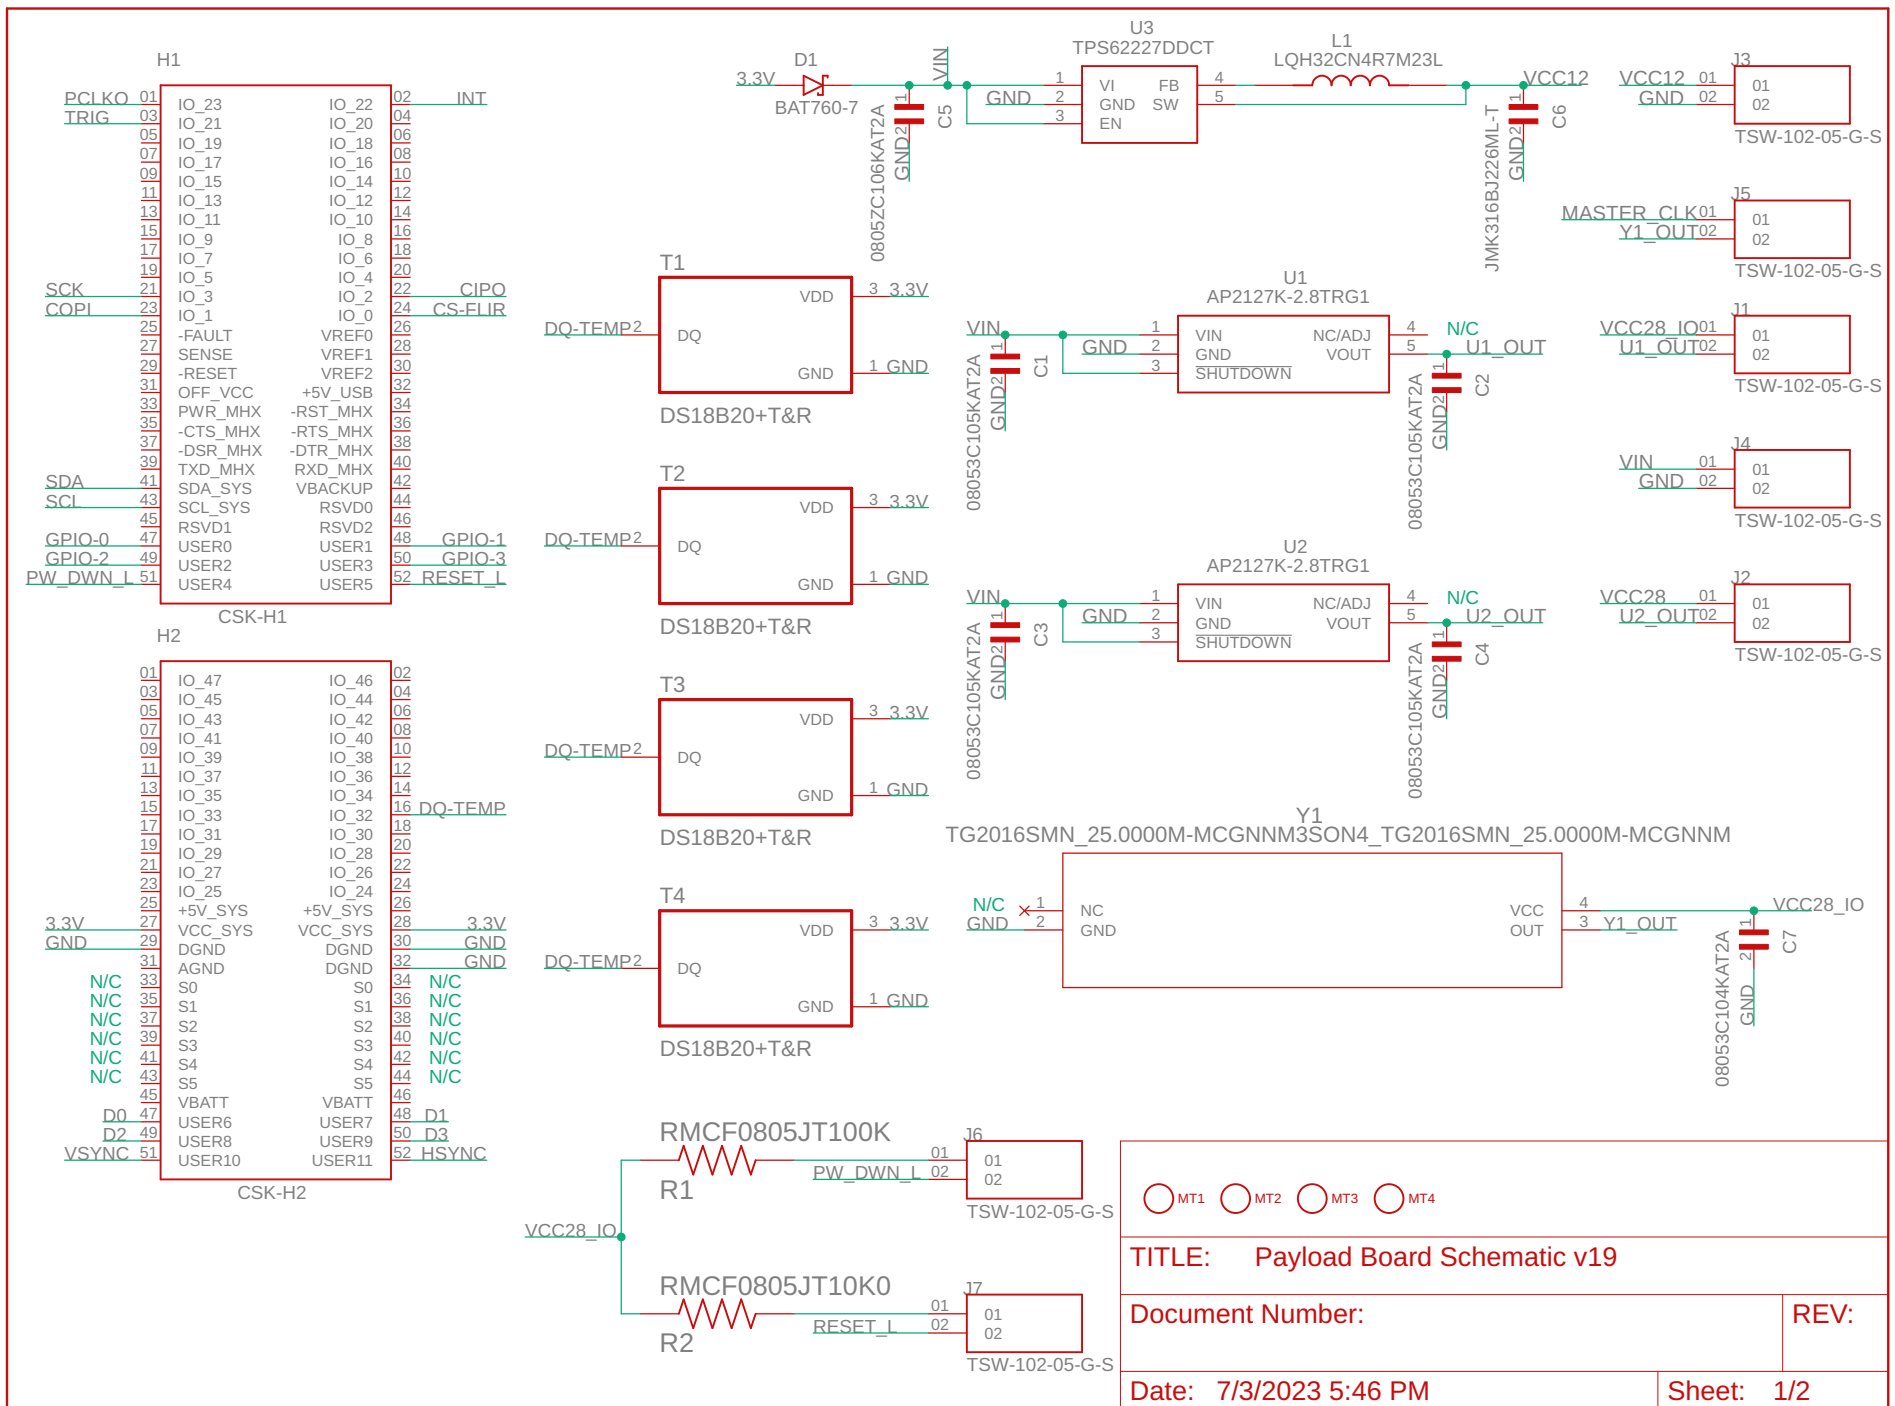 H1
PCLKO 01 IO_23 IO_22 02 INT
TRIG 03 IO_21 IO_20 04
05 IO_19 IO_18 06
07 IO_17 IO_16 08
09 IO_15 IO_14 10
11 IO_13 IO_12 12
13 IO_11 IO_10 14
15 IO_9 IO_8 16
17 IO_7 IO_6 18
19 IO_5 IO_4 20
SCK 21 IO_3 IO_2 22 CIPO
COPI 23 IO_1 IO_0 24 CS-FLIR
25 -FAULT VREF0 26
27 SENSE VREF1 28
29 -RESET VREF2 30
31 OFF_VCC +5V_USB 32
33 PWR_MHX -RST_MHX 34
35 -CTS_MHX -RTS_MHX 36
37 -DSR_MHX -DTR_MHX 38
39 TXD_MHX RXD_MHX 40
SDA 41 SDA_SYS VBACKUP 42
SCL 43 SCL_SYS RSVD0 44
45 RSVD1 RSVD2 46
GPIO-0 47 USER0 USER1 48 GPIO-1
GPIO-2 49 USER2 USER3 50 GPIO-3
PW_DWN_L 51 USER4 USER5 52 RESET_L
CSK-H1
H2
01 IO_47 IO_46 02
03 IO_45 IO_44 04
05 IO_43 IO_42 06
07 IO_41 IO_40 08
09 IO_39 IO_38 10
11 IO_37 IO_36 12
13 IO_35 IO_34 14
15 IO_33 IO_32 16 DQ-TEMP
17 IO_31 IO_30 18
19 IO_29 IO_28 20
21 IO_27 IO_26 22
23 IO_25 IO_24 24
25 +5V_SYS +5V_SYS 26
3.3V 27 VCC_SYS VCC_SYS 28 3.3V
GND 29 DGND DGND 30 GND
31 AGND DGND 32 GND
N/C 33 S0 S0 34 N/C
N/C 35 S1 S1 36 N/C
N/C 37 S2 S2 38 N/C
N/C 39 S3 S3 40 N/C
N/C 41 S4 S4 42 N/C
N/C 43 S5 S5 44 N/C
45 VBATT VBATT 46
D0 47 USER6 USER7 48 D1
D2 49 USER8 USER9 50 D3
VSYNC 51 USER10 USER11 52 HSYNC
CSK-H2
T1
VDD 3 3.3V
DQ-TEMP 2 DQ
GND 1 GND
DS18B20+T&R
T2
VDD 3 3.3V
DQ-TEMP 2 DQ
GND 1 GND
DS18B20+T&R
T3
VDD 3 3.3V
DQ-TEMP 2 DQ
GND 1 GND
DS18B20+T&R
T4
VDD 3 3.3V
DQ-TEMP 2 DQ
GND 1 GND
DS18B20+T&R
D1
3.3V
BAT760-7
VIN
0805ZC106KAT2A
GND 2 1
C5
U3
TPS62227DDCT
1 VI FB 4
GND 2 GND SW 5
3 EN
L1
LQH32CN4R7M23L
VCC12
JMK316BJ226ML-T
GND 2 1
C6
U1
AP2127K-2.8TRG1
VIN 1 VIN NC/ADJ 4 N/C
GND 2 GND VOUT 5 U1_OUT
3 SHUTDOWN
08053C105KAT2A
GND 2 1
C1
08053C105KAT2A
GND 2 1
C2
U2
AP2127K-2.8TRG1
VIN 1 VIN NC/ADJ 4 N/C
GND 2 GND VOUT 5 U2_OUT
3 SHUTDOWN
08053C105KAT2A
GND 2 1
C3
08053C105KAT2A
GND 2 1
C4
J3
VCC12 01 01
GND 02 02
TSW-102-05-G-S
J5
MASTER_CLK 01 01
Y1_OUT 02 02
TSW-102-05-G-S
J1
VCC28_IO 01 01
U1_OUT 02 02
TSW-102-05-G-S
J4
VIN 01 01
GND 02 02
TSW-102-05-G-S
J2
VCC28 01 01
U2_OUT 02 02
TSW-102-05-G-S
Y1
TG2016SMN_25.0000M-MCGNNM3SON4_TG2016SMN_25.0000M-MCGNNM
N/C 1 NC VCC 4 VCC28_IO
GND 2 GND OUT 3 Y1_OUT
08053C104KAT2A
GND 2 1
C7
RMCF0805JT100K
R1
J6
01 01
PW_DWN_L 02 02
TSW-102-05-G-S
VCC28_IO
RMCF0805JT10K0
R2
J7
01 01
RESET_L 02 02
TSW-102-05-G-S
MT1 MT2 MT3 MT4
TITLE: Payload Board Schematic v19
Document Number: REV:
Date: 7/3/2023 5:46 PM Sheet: 1/2